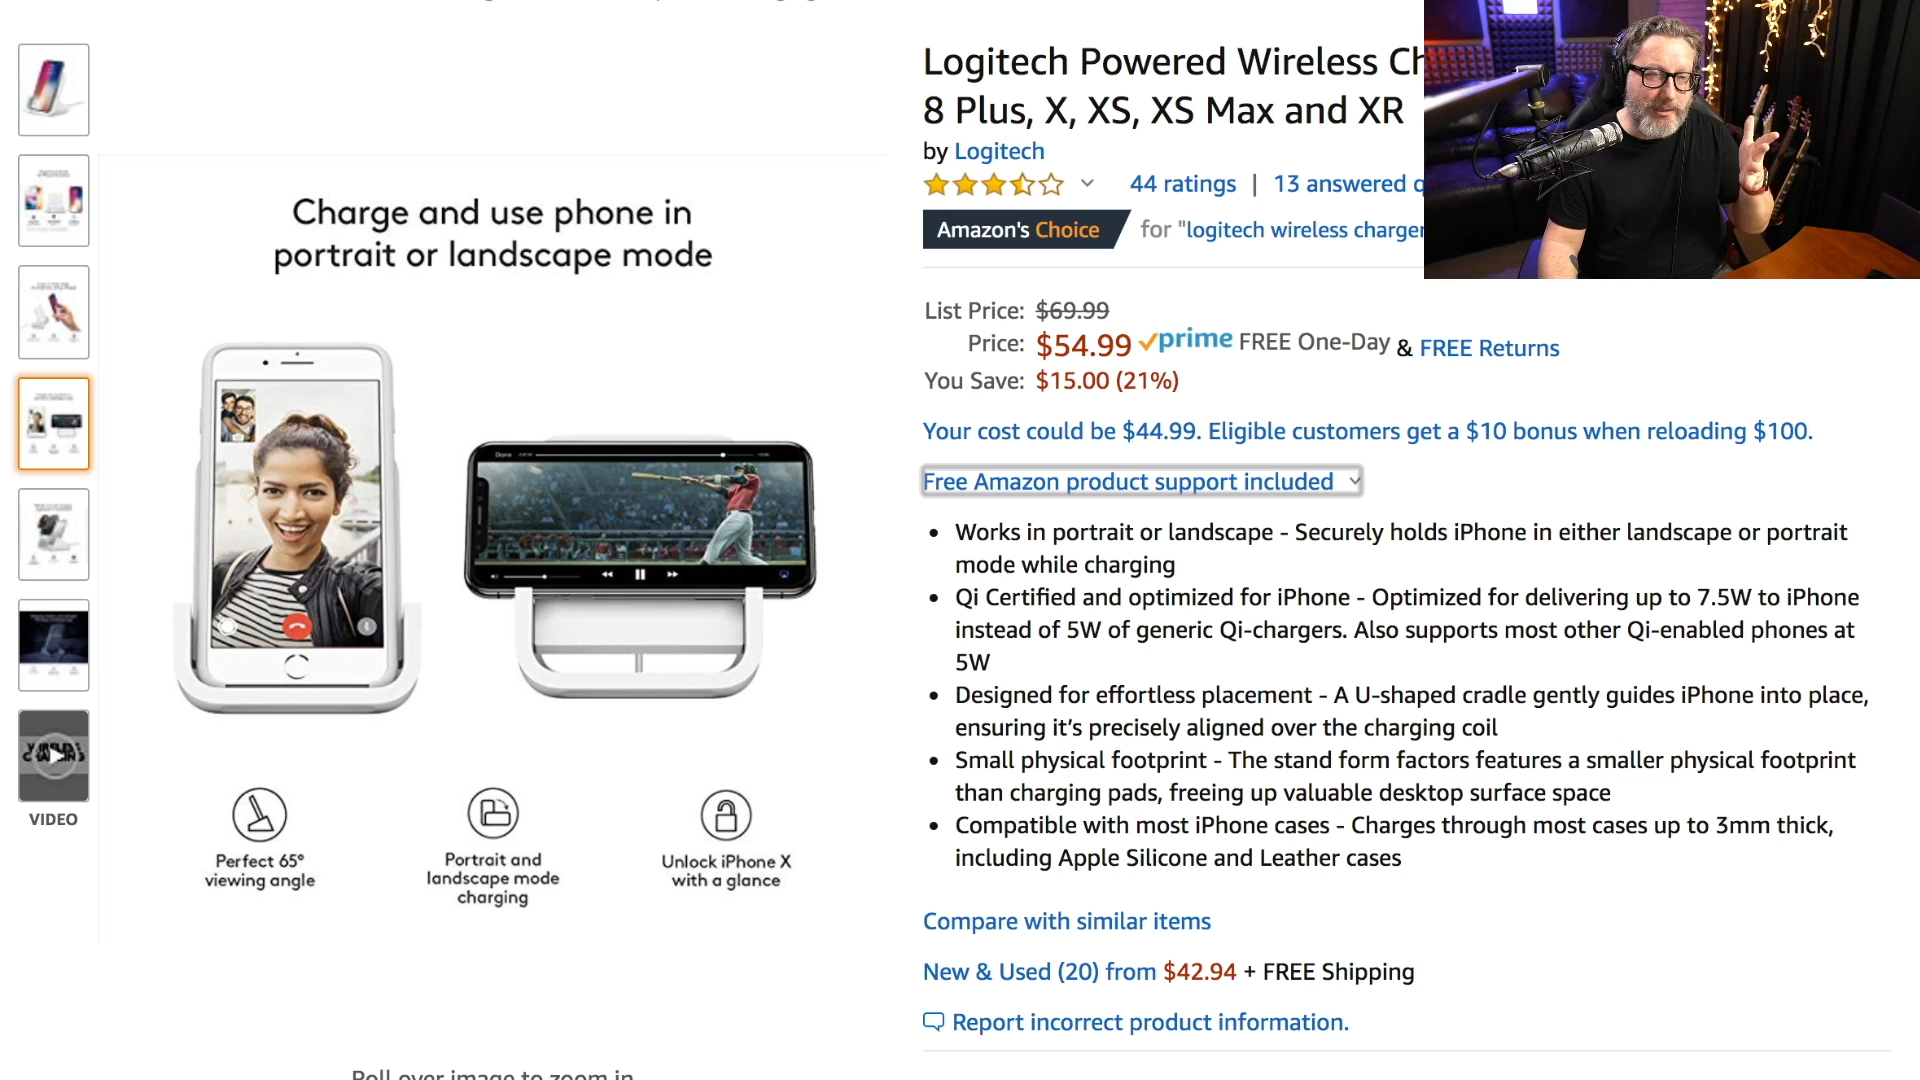 Logitech Powered Wireless Ch
8 Plus, X, XS, XS Max and XR
by Logitech
44 ratings | 13 answered q
Amazon's Choice for "logitech wireless charger
List Price: $69.99
Price: $54.99 prime FREE One-Day & FREE Returns
You Save: $15.00 (21%)
Your cost could be $44.99. Eligible customers get a $10 bonus when reloading $100.
Free Amazon product support included
• Works in portrait or landscape - Securely holds iPhone in either landscape or portrait
mode while charging
• Qi Certified and optimized for iPhone - Optimized for delivering up to 7.5W to iPhone
instead of 5W of generic Qi-chargers. Also supports most other Qi-enabled phones at
5W
• Designed for effortless placement - A U-shaped cradle gently guides iPhone into place,
ensuring it’s precisely aligned over the charging coil
• Small physical footprint - The stand form factors features a smaller physical footprint
than charging pads, freeing up valuable desktop surface space
• Compatible with most iPhone cases - Charges through most cases up to 3mm thick,
including Apple Silicone and Leather cases
Compare with similar items
New & Used (20) from $42.94 + FREE Shipping
Report incorrect product information.
Charge and use phone in
portrait or landscape mode
Done
Perfect 65°
viewing angle
Portrait and
landscape mode
charging
Unlock iPhone X
with a glance
VIDEO
Roll over image to zoom in